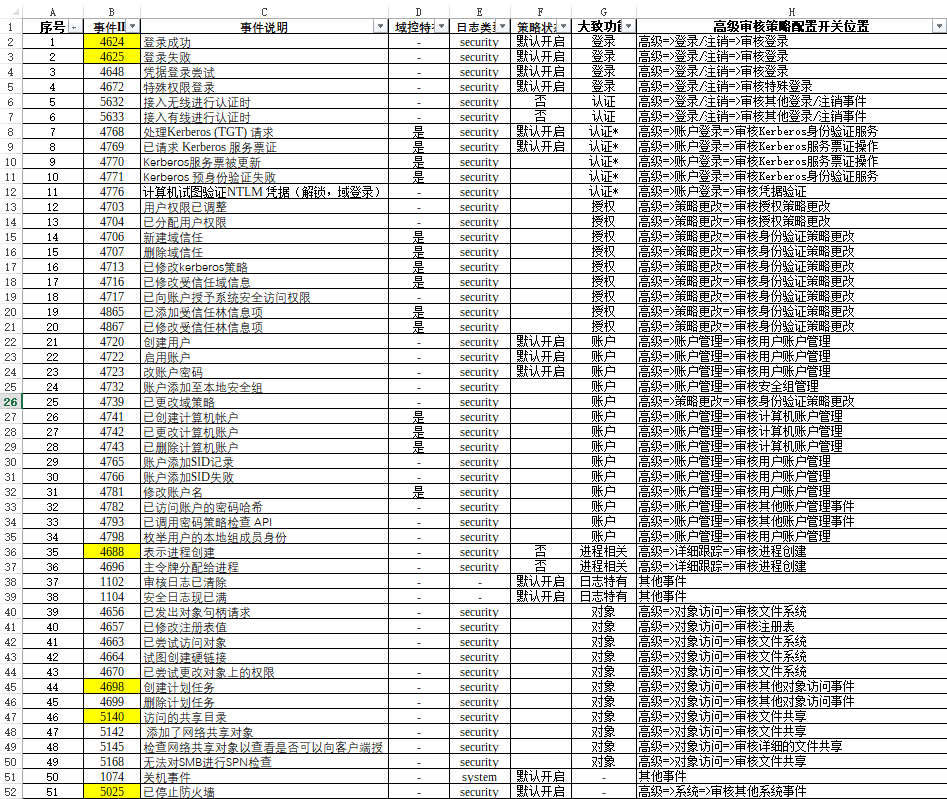 A B C D E F G H
1 序号 事件II 事件说明 域控特 日志类 策略状 大致功 高级审核策略配置开关位置
2 1 4624 登录成功 - security 默认开启 登录 高级=>登录/注销=>审核登录
3 2 4625 登录失败 - security 默认开启 登录 高级=>登录/注销=>审核登录
4 3 4648 凭据登录尝试 - security 默认开启 登录 高级=>登录/注销=>审核登录
5 4 4672 特殊权限登录 - security 默认开启 登录 高级=>登录/注销=>审核特殊登录
6 5 5632 接入无线进行认证时 - security 否 认证 高级=>登录/注销=>审核其他登录/注销事件
7 6 5633 接入有线进行认证时 - security 否 认证 高级=>登录/注销=>审核其他登录/注销事件
8 7 4768 处理Kerberos (TGT) 请求 是 security 默认开启 认证* 高级=>账户登录=>审核Kerberos身份验证服务
9 8 4769 已请求 Kerberos 服务票证 是 security 默认开启 认证* 高级=>账户登录=>审核Kerberos服务票证操作
10 9 4770 Kerberos服务票被更新 是 security 认证* 高级=>账户登录=>审核Kerberos服务票证操作
11 10 4771 Kerberos 预身份验证失败 是 security 认证* 高级=>账户登录=>审核Kerberos身份验证服务
12 11 4776 计算机试图验证NTLM 凭据（解锁，域登录） - security 认证* 高级=>账户登录=>审核凭据验证
13 12 4703 用户权限已调整 - security 授权 高级=>策略更改=>审核授权策略更改
14 13 4704 已分配用户权限 - security 授权 高级=>策略更改=>审核授权策略更改
15 14 4706 新建域信任 是 security 授权 高级=>策略更改=>审核身份验证策略更改
16 15 4707 删除域信任 是 security 授权 高级=>策略更改=>审核身份验证策略更改
17 16 4713 已修改kerberos策略 是 security 授权 高级=>策略更改=>审核身份验证策略更改
18 17 4716 已修改受信任域信息 是 security 授权 高级=>策略更改=>审核身份验证策略更改
19 18 4717 已向账户授予系统安全访问权限 - security 授权 高级=>策略更改=>审核身份验证策略更改
20 19 4865 已添加受信任林信息项 是 security 授权 高级=>策略更改=>审核身份验证策略更改
21 20 4867 已修改受信任林信息项 是 security 授权 高级=>策略更改=>审核身份验证策略更改
22 21 4720 创建用户 - security 默认开启 账户 高级=>账户管理=>审核用户账户管理
23 22 4722 启用账户 - security 默认开启 账户 高级=>账户管理=>审核用户账户管理
24 23 4723 改账户密码 - security 默认开启 账户 高级=>账户管理=>审核用户账户管理
25 24 4732 账户添加至本地安全组 - security 账户 高级=>账户管理=>审核安全组管理
26 25 4739 已更改域策略 - security 账户 高级=>策略更改=>审核身份验证策略更改
27 26 4741 已创建计算机帐户 是 security 账户 高级=>账户管理=>审核计算机账户管理
28 27 4742 已更改计算机账户 是 security 账户 高级=>账户管理=>审核计算机账户管理
29 28 4743 已删除计算机账户 是 security 账户 高级=>账户管理=>审核计算机账户管理
30 29 4765 账户添加SID记录 - security 账户 高级=>账户管理=>审核用户账户管理
31 30 4766 账户添加SID失败 - security 账户 高级=>账户管理=>审核用户账户管理
32 31 4781 修改账户名 是 security 账户 高级=>账户管理=>审核用户账户管理
33 32 4782 已访问账户的密码哈希 - security 账户 高级=>账户管理=>审核其他账户管理事件
34 33 4793 已调用密码策略检查 API - security 账户 高级=>账户管理=>审核其他账户管理事件
35 34 4798 枚举用户的本地组成员身份 - security 账户 高级=>账户管理=>审核用户账户管理
36 35 4688 表示进程创建 - security 否 进程相关 高级=>详细跟踪=>审核进程创建
37 36 4696 主令牌分配给进程 - security 否 进程相关 高级=>详细跟踪=>审核进程创建
38 37 1102 审核日志已清除 - - 默认开启 日志特有 其他事件
39 38 1104 安全日志现已满 - - 默认开启 日志特有 其他事件
40 39 4656 已发出对象句柄请求 - security 对象 高级=>对象访问=>审核文件系统
41 40 4657 已修改注册表值 - security 对象 高级=>对象访问=>审核注册表
42 41 4663 已尝试访问对象 - security 对象 高级=>对象访问=>审核文件系统
43 42 4664 试图创建硬链接 - security 对象 高级=>对象访问=>审核文件系统
44 43 4670 已尝试更改对象上的权限 - security 对象 高级=>对象访问=>审核文件系统
45 44 4698 创建计划任务 - security 对象 高级=>对象访问=>审核其他对象访问事件
46 45 4699 删除计划任务 - security 对象 高级=>对象访问=>审核其他对象访问事件
47 46 5140 访问的共享目录 - security 对象 高级=>对象访问=>审核文件共享
48 47 5142 添加了网络共享对象 - security 对象 高级=>对象访问=>审核文件共享
49 48 5145 检查网络共享对象以查看是否可以向客户端授 - security 对象 高级=>对象访问=>审核详细的文件共享
50 49 5168 无法对SMB进行SPN检查 - security 对象 高级=>对象访问=>审核文件共享
51 50 1074 关机事件 - system 默认开启 - 其他事件
52 51 5025 已停止防火墙 - security 默认开启 - 高级=>系统=>审核其他系统事件